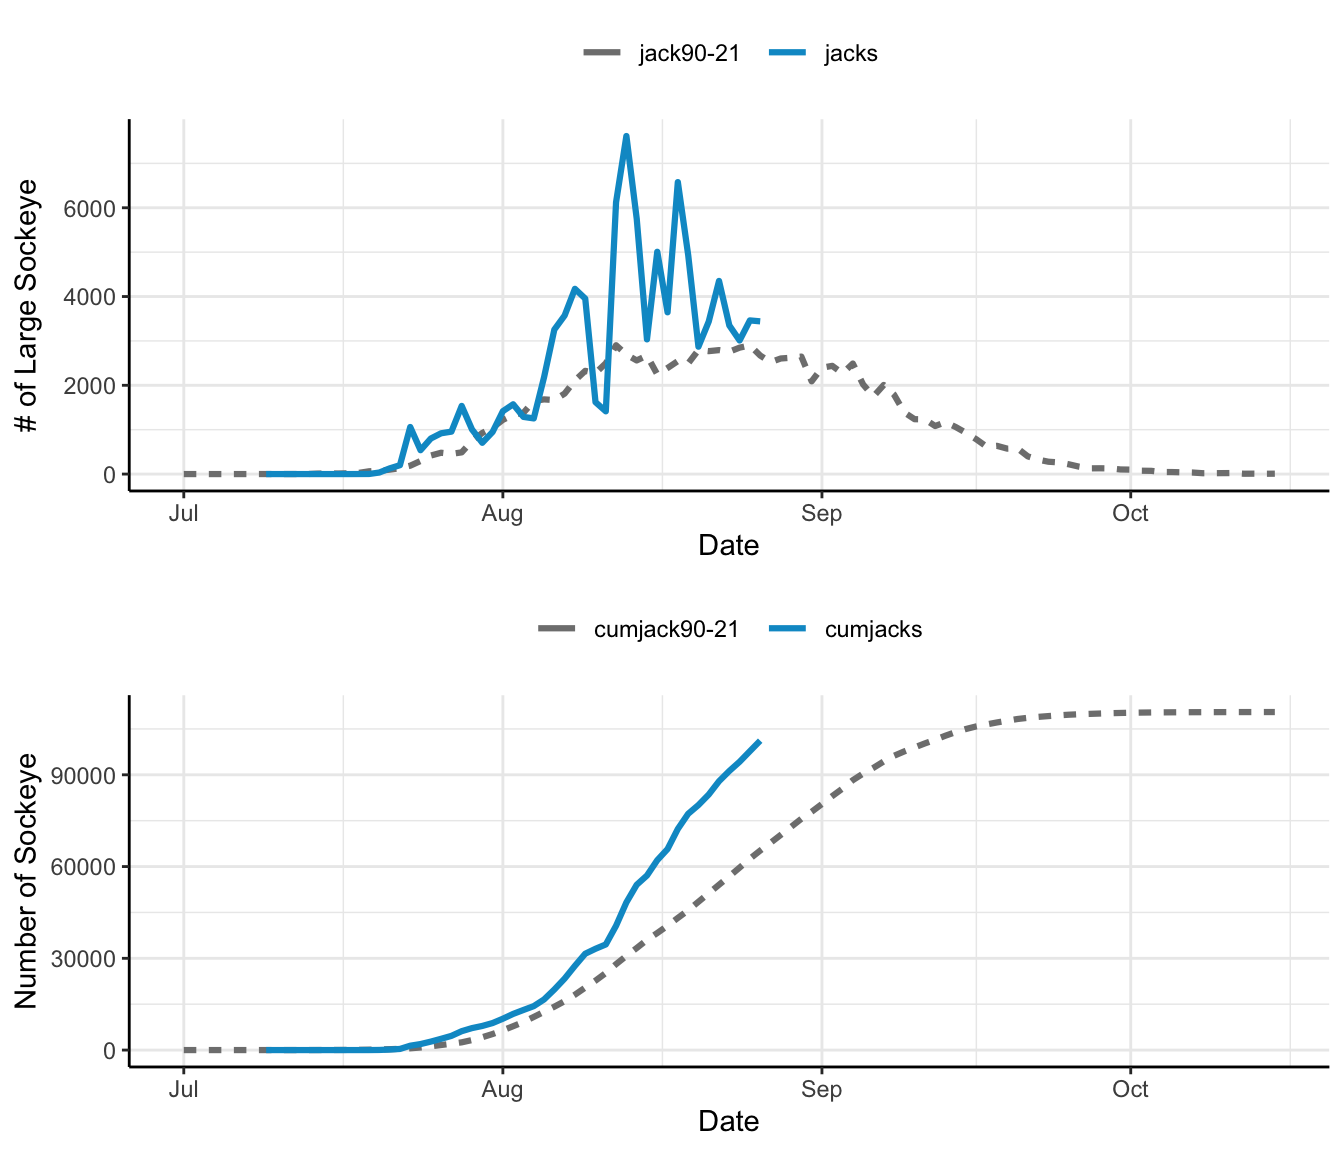 jack90-21 jacks
# of Large Sockeye
6000
4000
2000
0
Jul Aug Sep Oct
Date
cumjack90-21 cumjacks
Number of Sockeye
90000
60000
30000
0
Jul Aug Sep Oct
Date